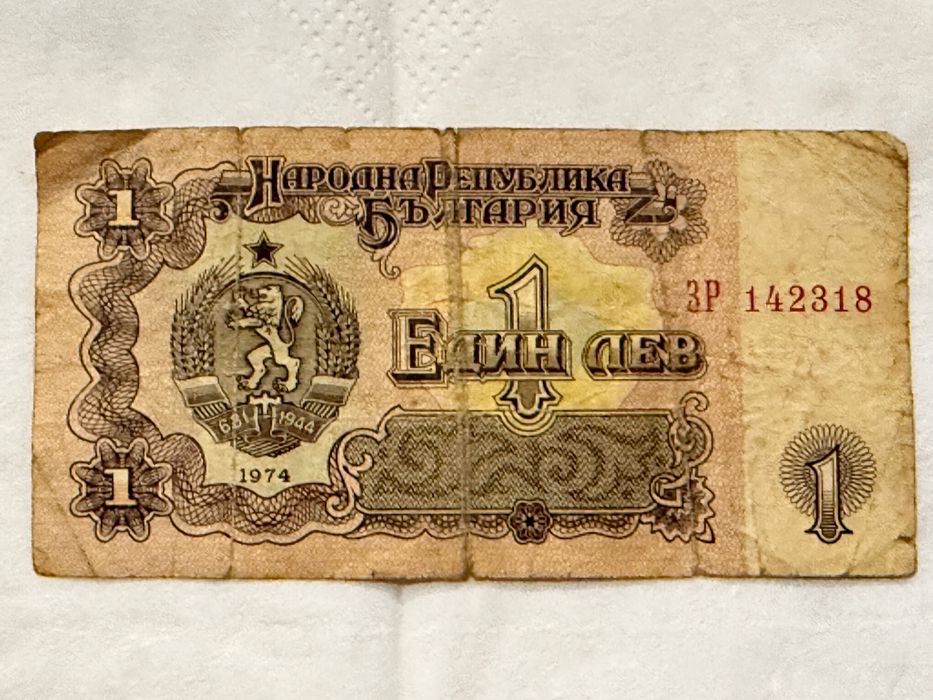 1
НАРОДНА РЕПУБЛИКА
БЪЛГАРИЯ
1
ЗР 142318
ЕДИН ЛЕВ
681 1944
1974
1
1